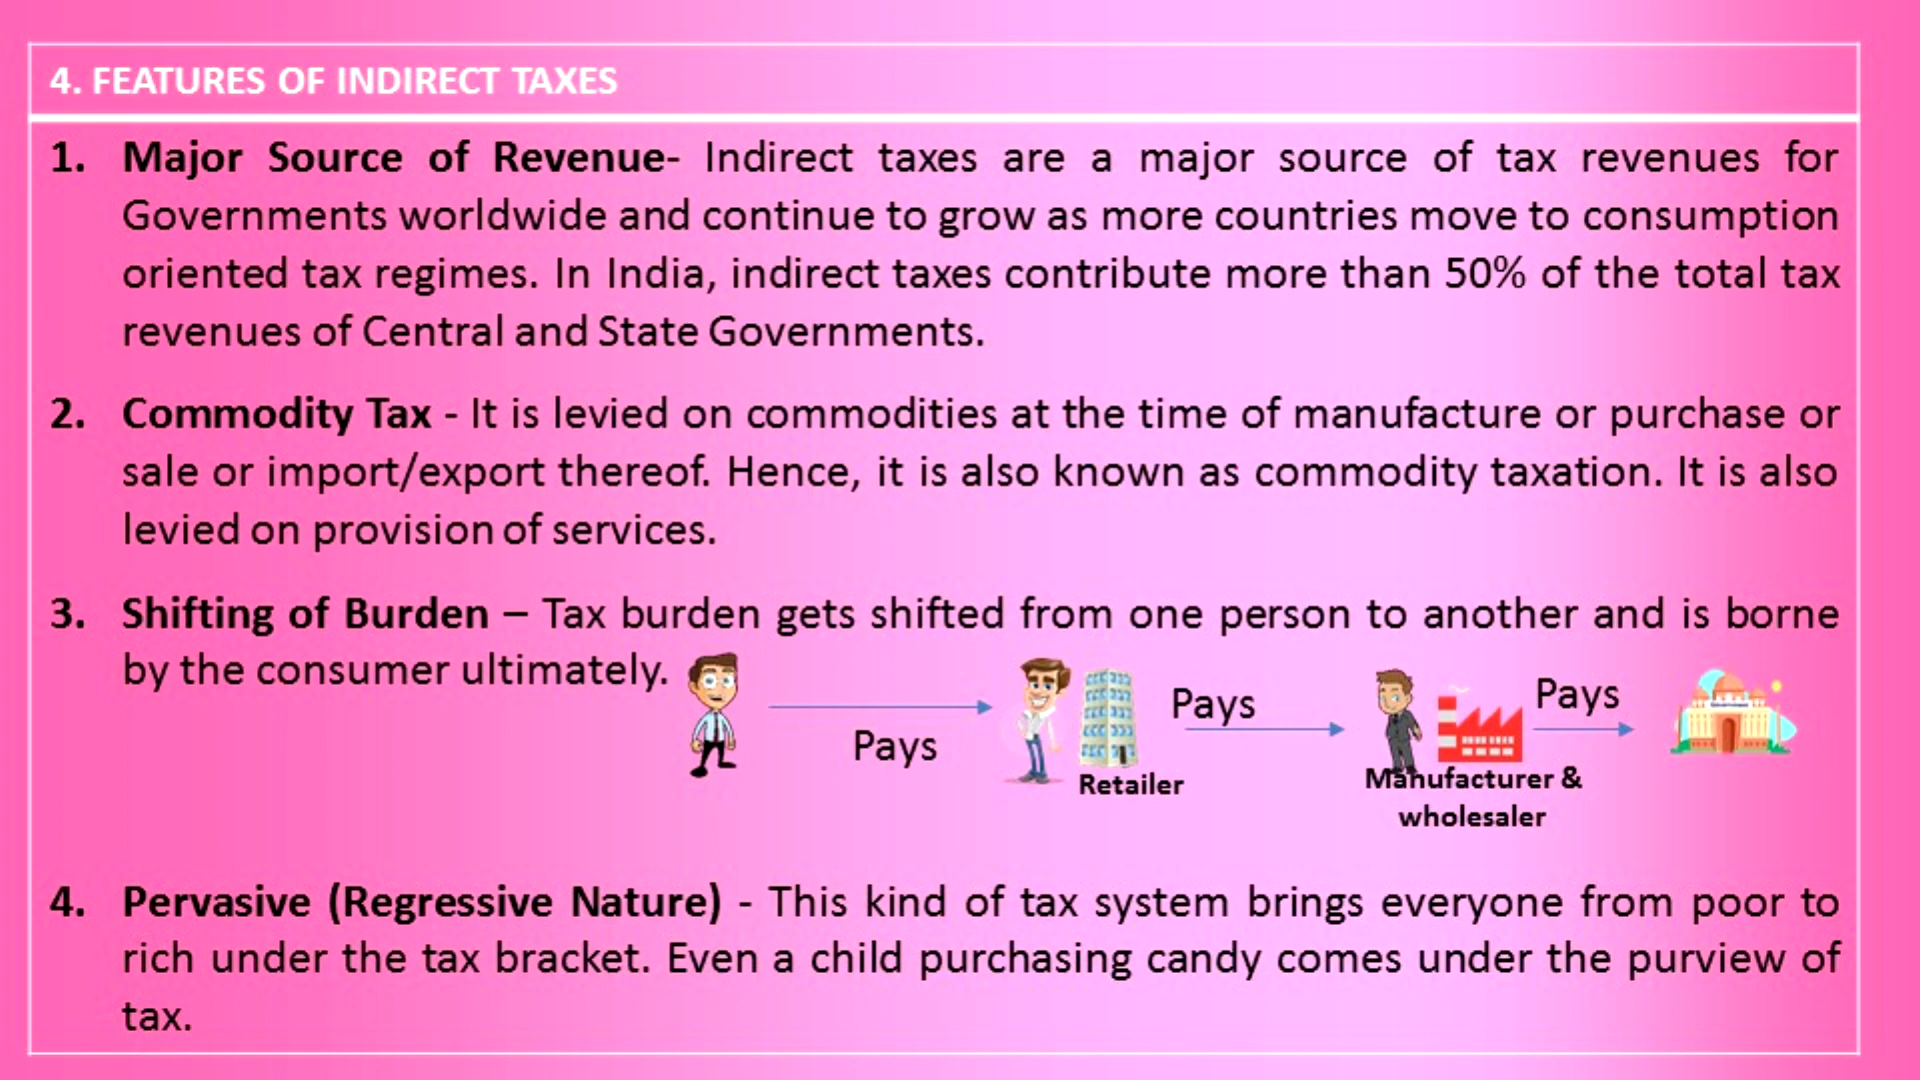 4. FEATURES OF INDIRECT TAXES
1. Major Source of Revenue- Indirect taxes are a major source of tax revenues for
Governments worldwide and continue to grow as more countries move to consumption
oriented tax regimes. In India, indirect taxes contribute more than 50% of the total tax
revenues of Central and State Governments.
2. Commodity Tax - It is levied on commodities at the time of manufacture or purchase or
sale or import/export thereof. Hence, it is also known as commodity taxation. It is also
levied on provision of services.
3. Shifting of Burden – Tax burden gets shifted from one person to another and is borne
by the consumer ultimately.
Pays
Retailer
Pays
Manufacturer &
wholesaler
Pays
4. Pervasive (Regressive Nature) - This kind of tax system brings everyone from poor to
rich under the tax bracket. Even a child purchasing candy comes under the purview of
tax.